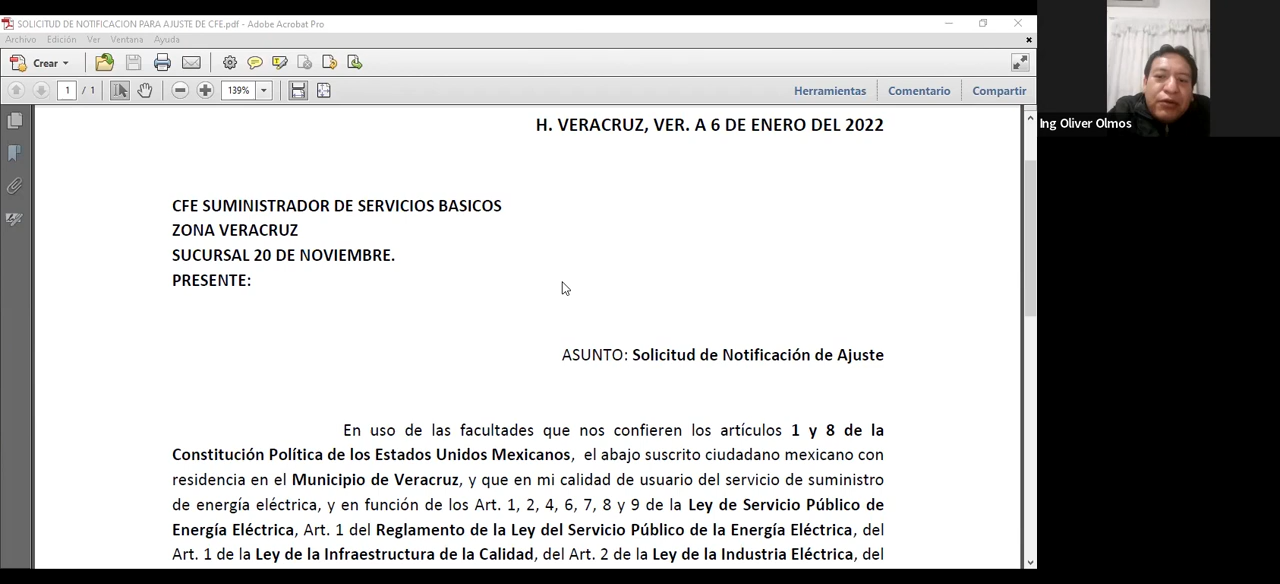 SOLICITUD DE NOTIFICACION PARA AJUSTE DE CFE.pdf - Adobe Acrobat Pro
Archivo Edición Ver Ventana Ayuda
Crear
1 / 1 139% Herramientas Comentario Compartir
H. VERACRUZ, VER. A 6 DE ENERO DEL 2022
CFE SUMINISTRADOR DE SERVICIOS BASICOS
ZONA VERACRUZ
SUCURSAL 20 DE NOVIEMBRE.
PRESENTE:
ASUNTO: Solicitud de Notificación de Ajuste
En uso de las facultades que nos confieren los artículos 1 y 8 de la
Constitución Política de los Estados Unidos Mexicanos, el abajo suscrito ciudadano mexicano con
residencia en el Municipio de Veracruz, y que en mi calidad de usuario del servicio de suministro
de energía eléctrica, y en función de los Art. 1, 2, 4, 6, 7, 8 y 9 de la Ley de Servicio Público de
Energía Eléctrica, Art. 1 del Reglamento de la Ley del Servicio Público de la Energía Eléctrica, del
Art. 1 de la Ley de la Infraestructura de la Calidad, del Art. 2 de la Ley de la Industria Eléctrica, del
Ing Oliver Olmos